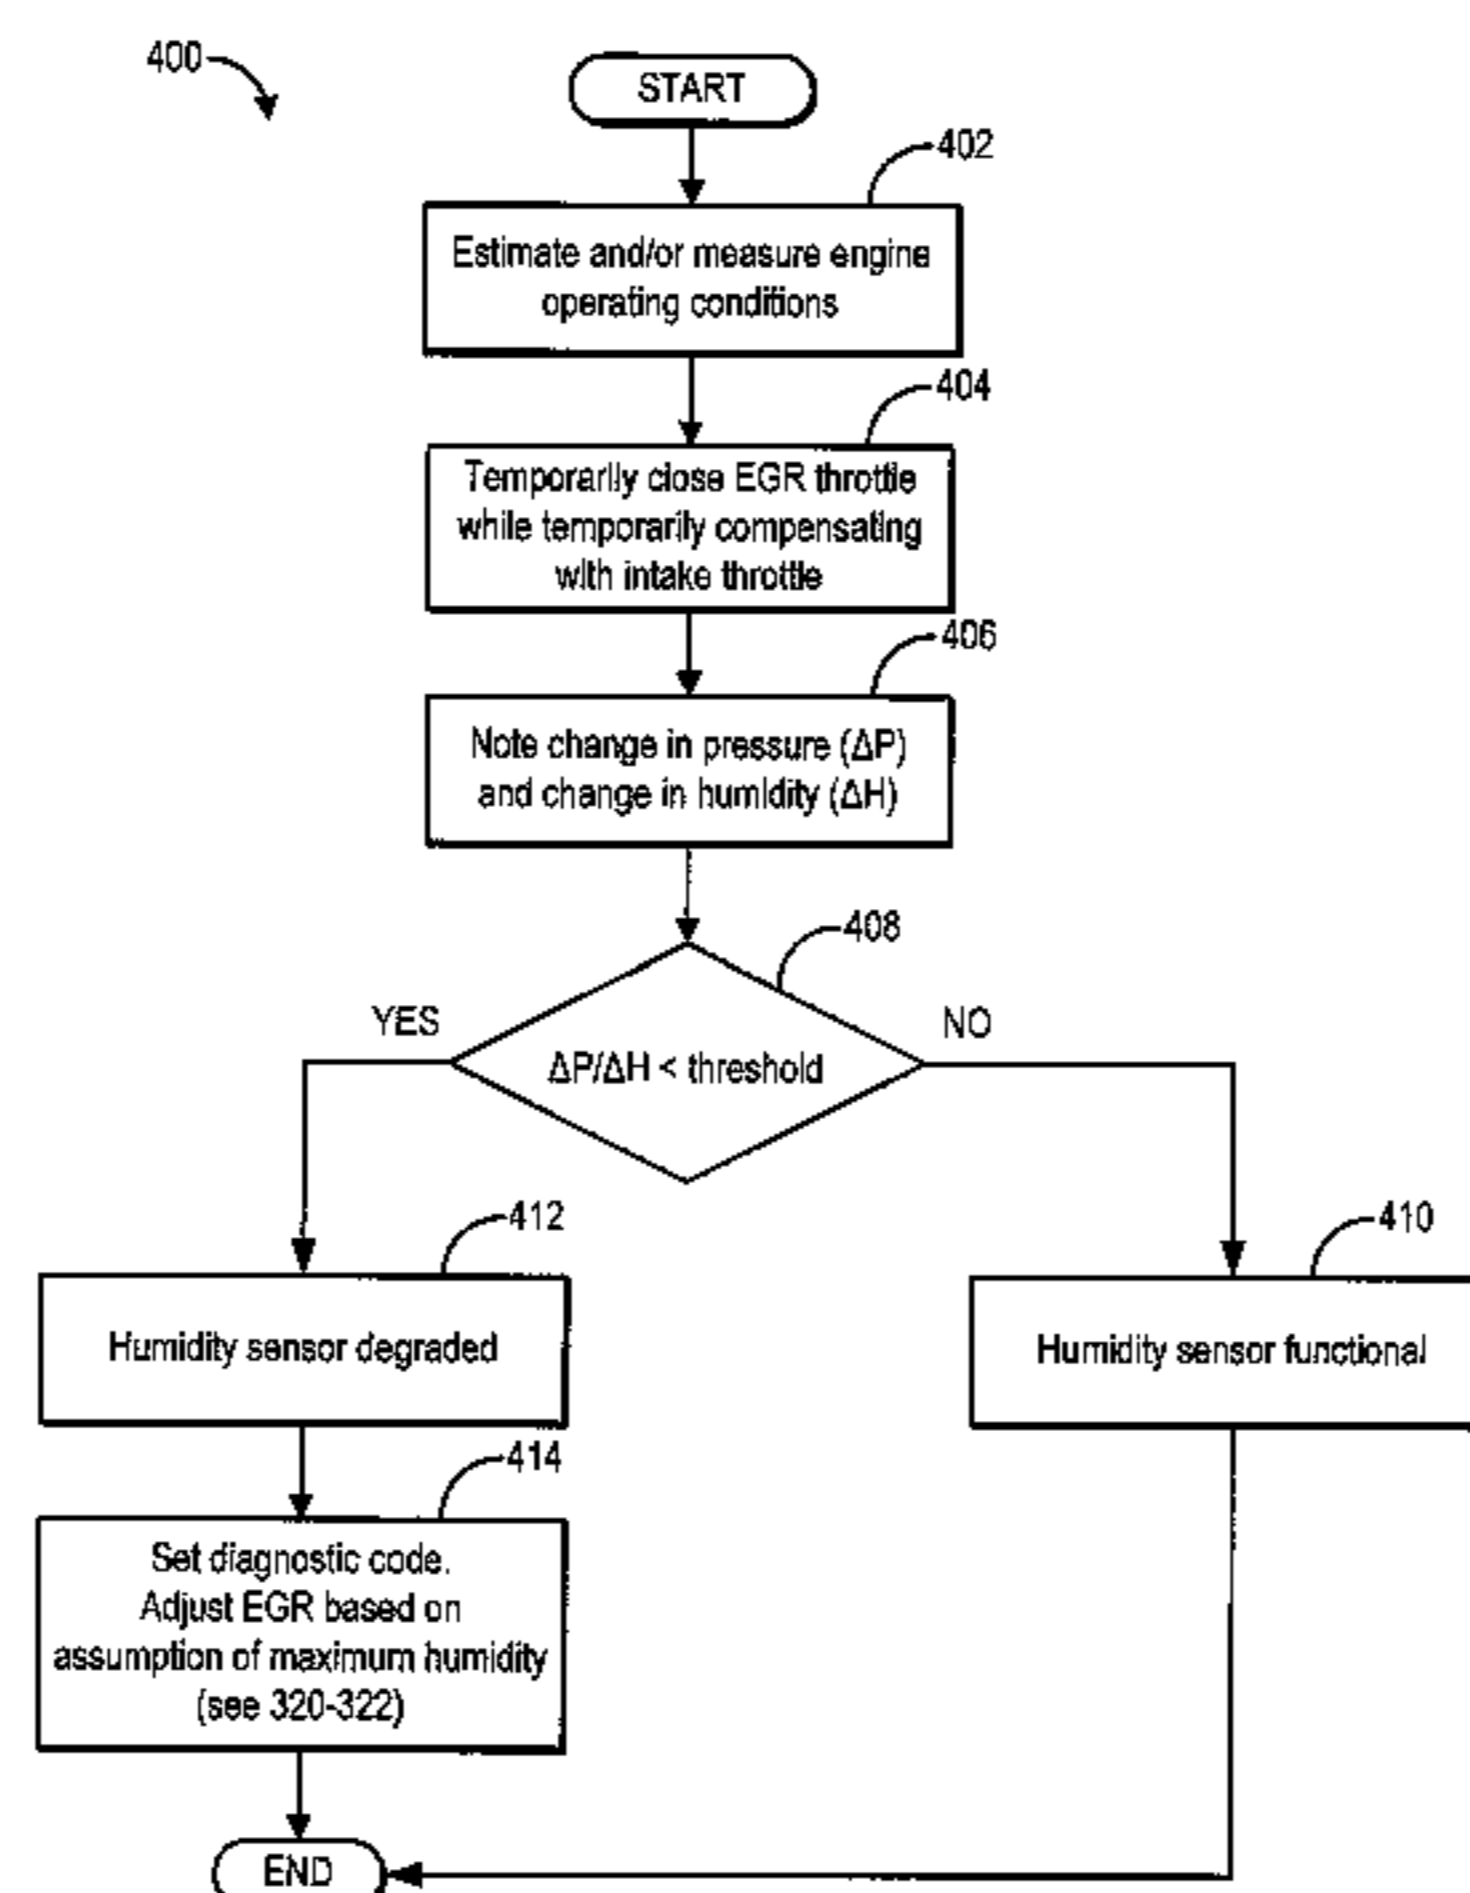 400
START
402
Estimate and/or measure engine
operating conditions
404
Temporarily close EGR throttle
while temporarily compensating
with intake throttle
406
Note change in pressure (ΔP)
and change in humidity (ΔH)
408
YES
NO
ΔP/ΔH < threshold
412
410
Humidity sensor degraded
Humidity sensor functional
414
Set diagnostic code.
Adjust EGR based on
assumption of maximum humidity
(see 320-322)
END